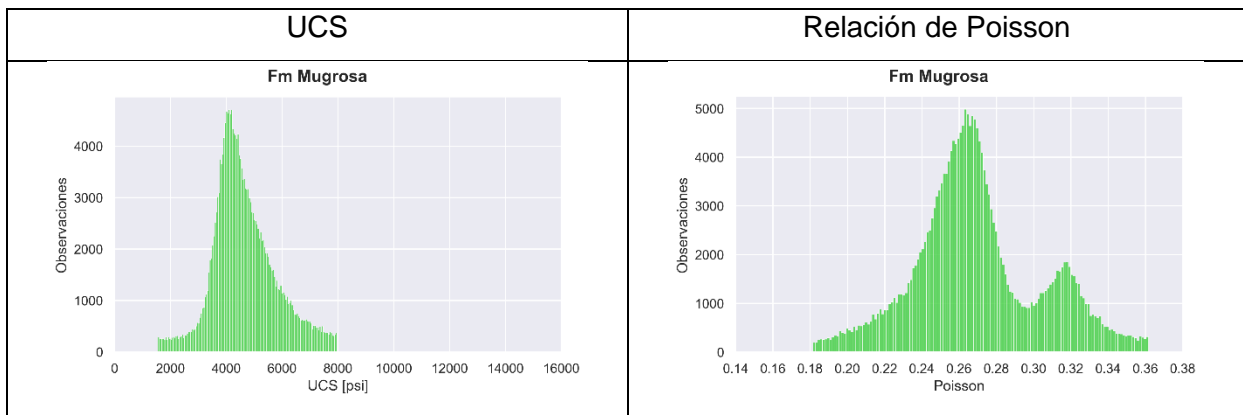 UCS
Relación de Poisson
Fm Mugrosa
4000
3000
2000
1000
0
Observaciones
0 2000 4000 6000 8000 10000 12000 14000 16000
UCS [psi]
Fm Mugrosa
5000
4000
3000
2000
1000
0
Observaciones
0.14 0.16 0.18 0.20 0.22 0.24 0.26 0.28 0.30 0.32 0.34 0.36 0.38
Poisson